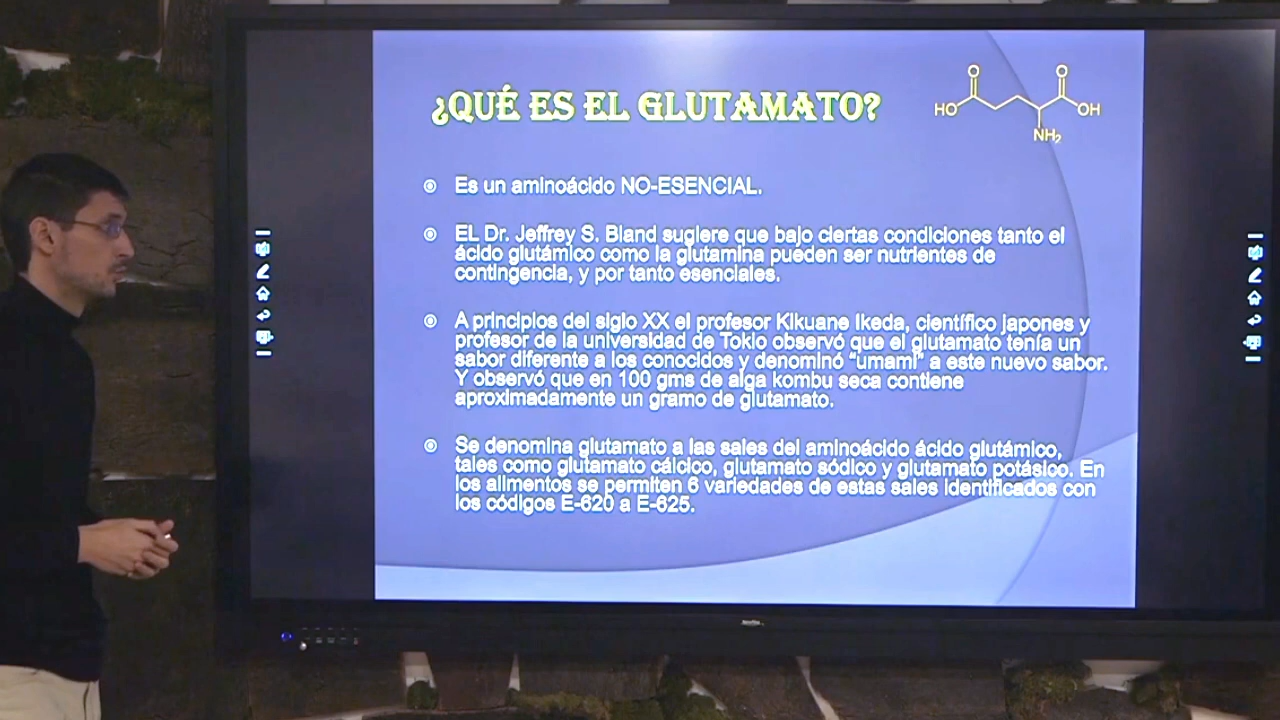 ¿QUÉ ES EL GLUTAMATO?
O O
HO OH
NH₂
Es un aminoácido NO-ESENCIAL.
EL Dr. Jeffrey S. Bland sugiere que bajo ciertas condiciones tanto el
ácido glutámico como la glutamina pueden ser nutrientes de
contingencia, y por tanto esenciales.
A principios del siglo XX el profesor Kikuane Ikeda, científico japones y
profesor de la universidad de Tokio observó que el glutamato tenía un
sabor diferente a los conocidos y denominó "umami" a este nuevo sabor.
Y observó que en 100 gms de alga kombu seca contiene
aproximadamente un gramo de glutamato.
Se denomina glutamato a las sales del aminoácido ácido glutámico,
tales como glutamato cálcico, glutamato sódico y glutamato potásico. En
los alimentos se permiten 6 variedades de estas sales identificados con
los códigos E-620 a E-625.